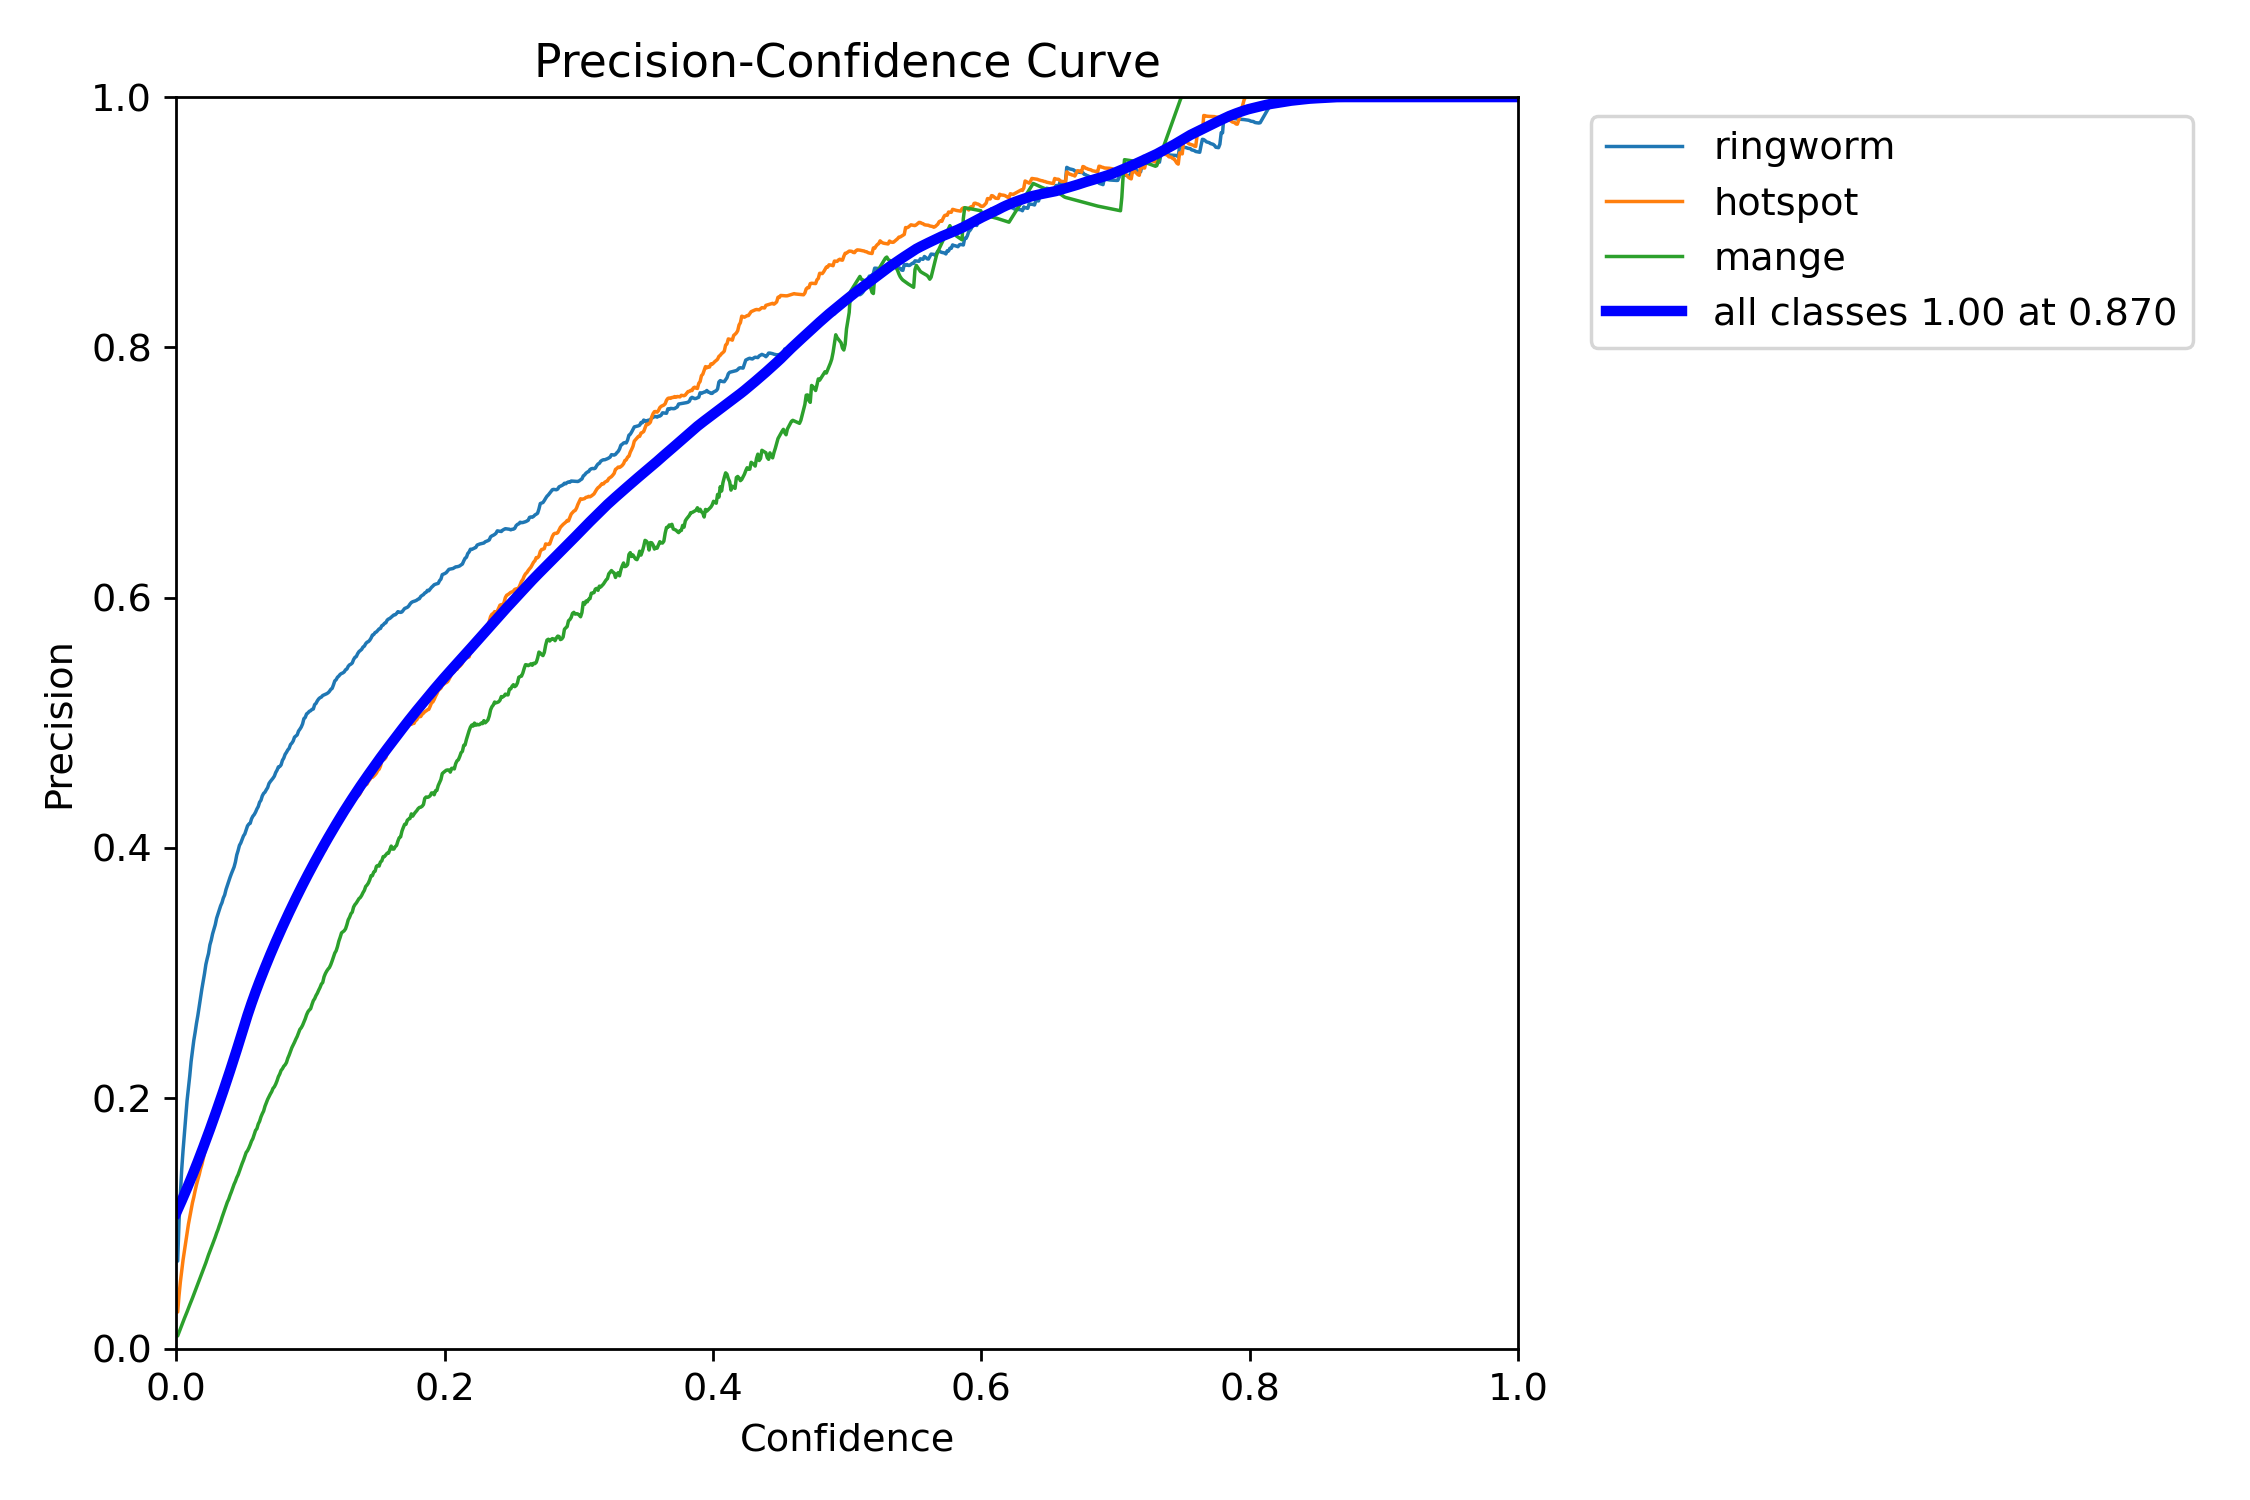 Precision-Confidence Curve
1.0
0.8
0.6
0.4
0.2
0.0
Precision
0.0 0.2 0.4 0.6 0.8 1.0
Confidence
ringworm
hotspot
mange
all classes 1.00 at 0.870